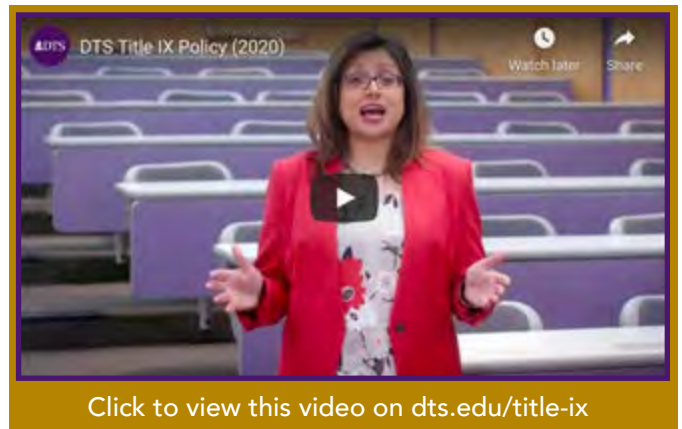 DTS
DTS Title IX Policy (2020)
Watch later
Share
Click to view this video on dts.edu/title-ix